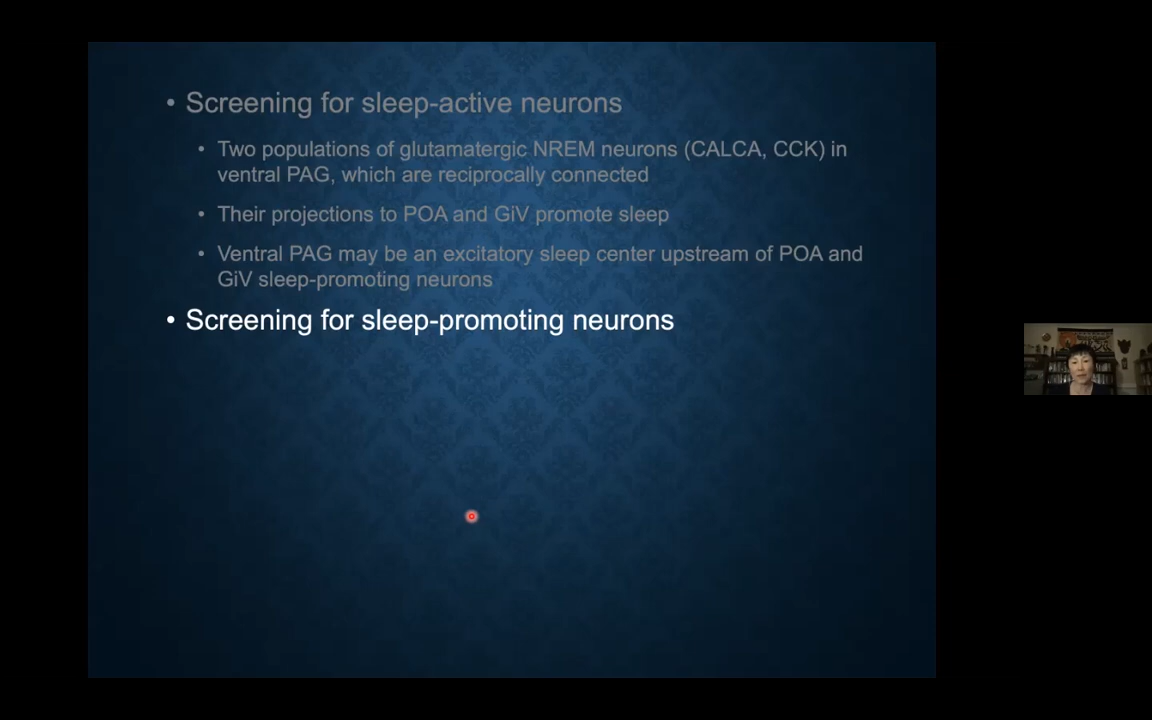 • Screening for sleep-active neurons
• Two populations of glutamatergic NREM neurons (CALCA, CCK) in
ventral PAG, which are reciprocally connected
• Their projections to POA and GiV promote sleep
• Ventral PAG may be an excitatory sleep center upstream of POA and
GiV sleep-promoting neurons
• Screening for sleep-promoting neurons